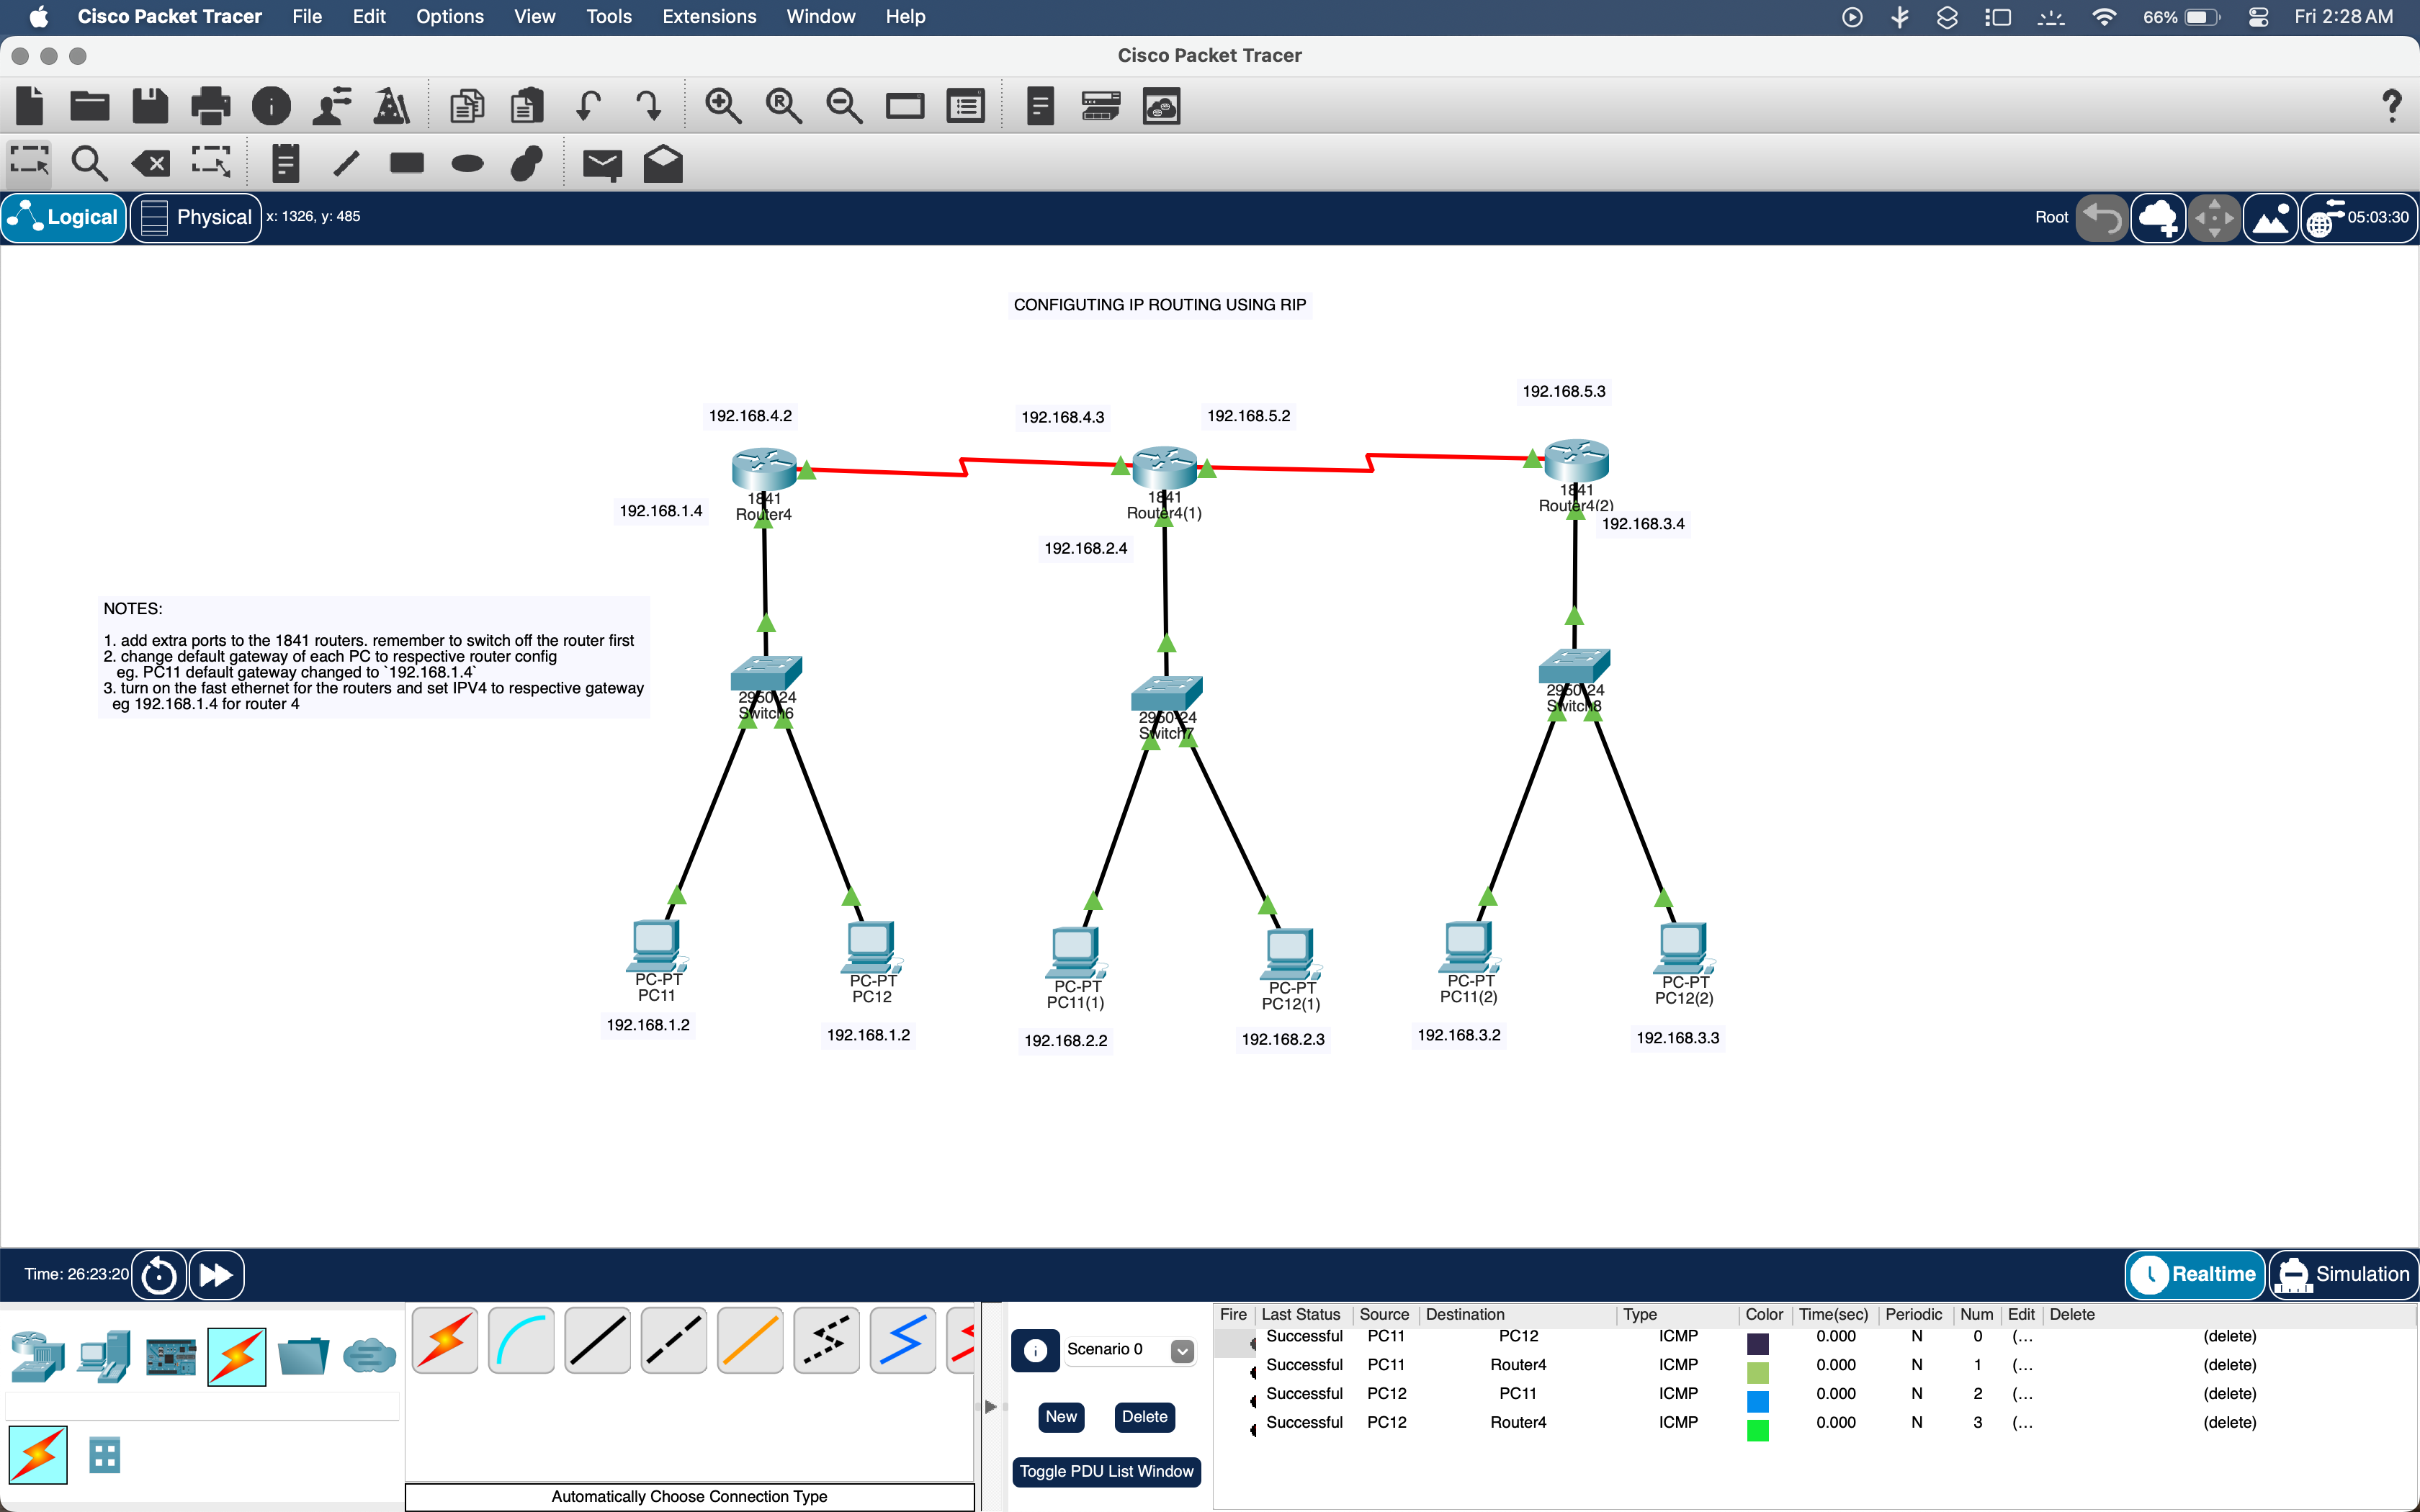 Cisco Packet Tracer File Edit Options View Tools Extensions Window Help 66% Fri 2:28 AM
Cisco Packet Tracer
Logical Physical x: 1326, y: 485 Root 05:03:30
CONFIGUTING IP ROUTING USING RIP
192.168.5.3
192.168.4.2 192.168.4.3 192.168.5.2
1841
Router4
1841
Router4(1)
1841
Router4(2)
192.168.1.4
192.168.3.4
192.168.2.4
NOTES:
1. add extra ports to the 1841 routers. remember to switch off the router first
2. change default gateway of each PC to respective router config
eg. PC11 default gateway changed to `192.168.1.4`
3. turn on the fast ethernet for the routers and set IPV4 to respective gateway
eg 192.168.1.4 for router 4
2950-24
Switch6
2950-24
Switch7
2950-24
Switch8
PC-PT
PC11
PC-PT
PC12
PC-PT
PC11(1)
PC-PT
PC12(1)
PC-PT
PC11(2)
PC-PT
PC12(2)
192.168.1.2
192.168.1.2
192.168.2.2
192.168.2.3
192.168.3.2
192.168.3.3
Time: 26:23:20 Realtime Simulation
Scenario 0
New Delete
Toggle PDU List Window
Automatically Choose Connection Type
Fire Last Status Source Destination Type Color Time(sec) Periodic Num Edit Delete
Successful PC11 PC12 ICMP 0.000 N 0 (... (delete)
Successful PC11 Router4 ICMP 0.000 N 1 (... (delete)
Successful PC12 PC11 ICMP 0.000 N 2 (... (delete)
Successful PC12 Router4 ICMP 0.000 N 3 (... (delete)